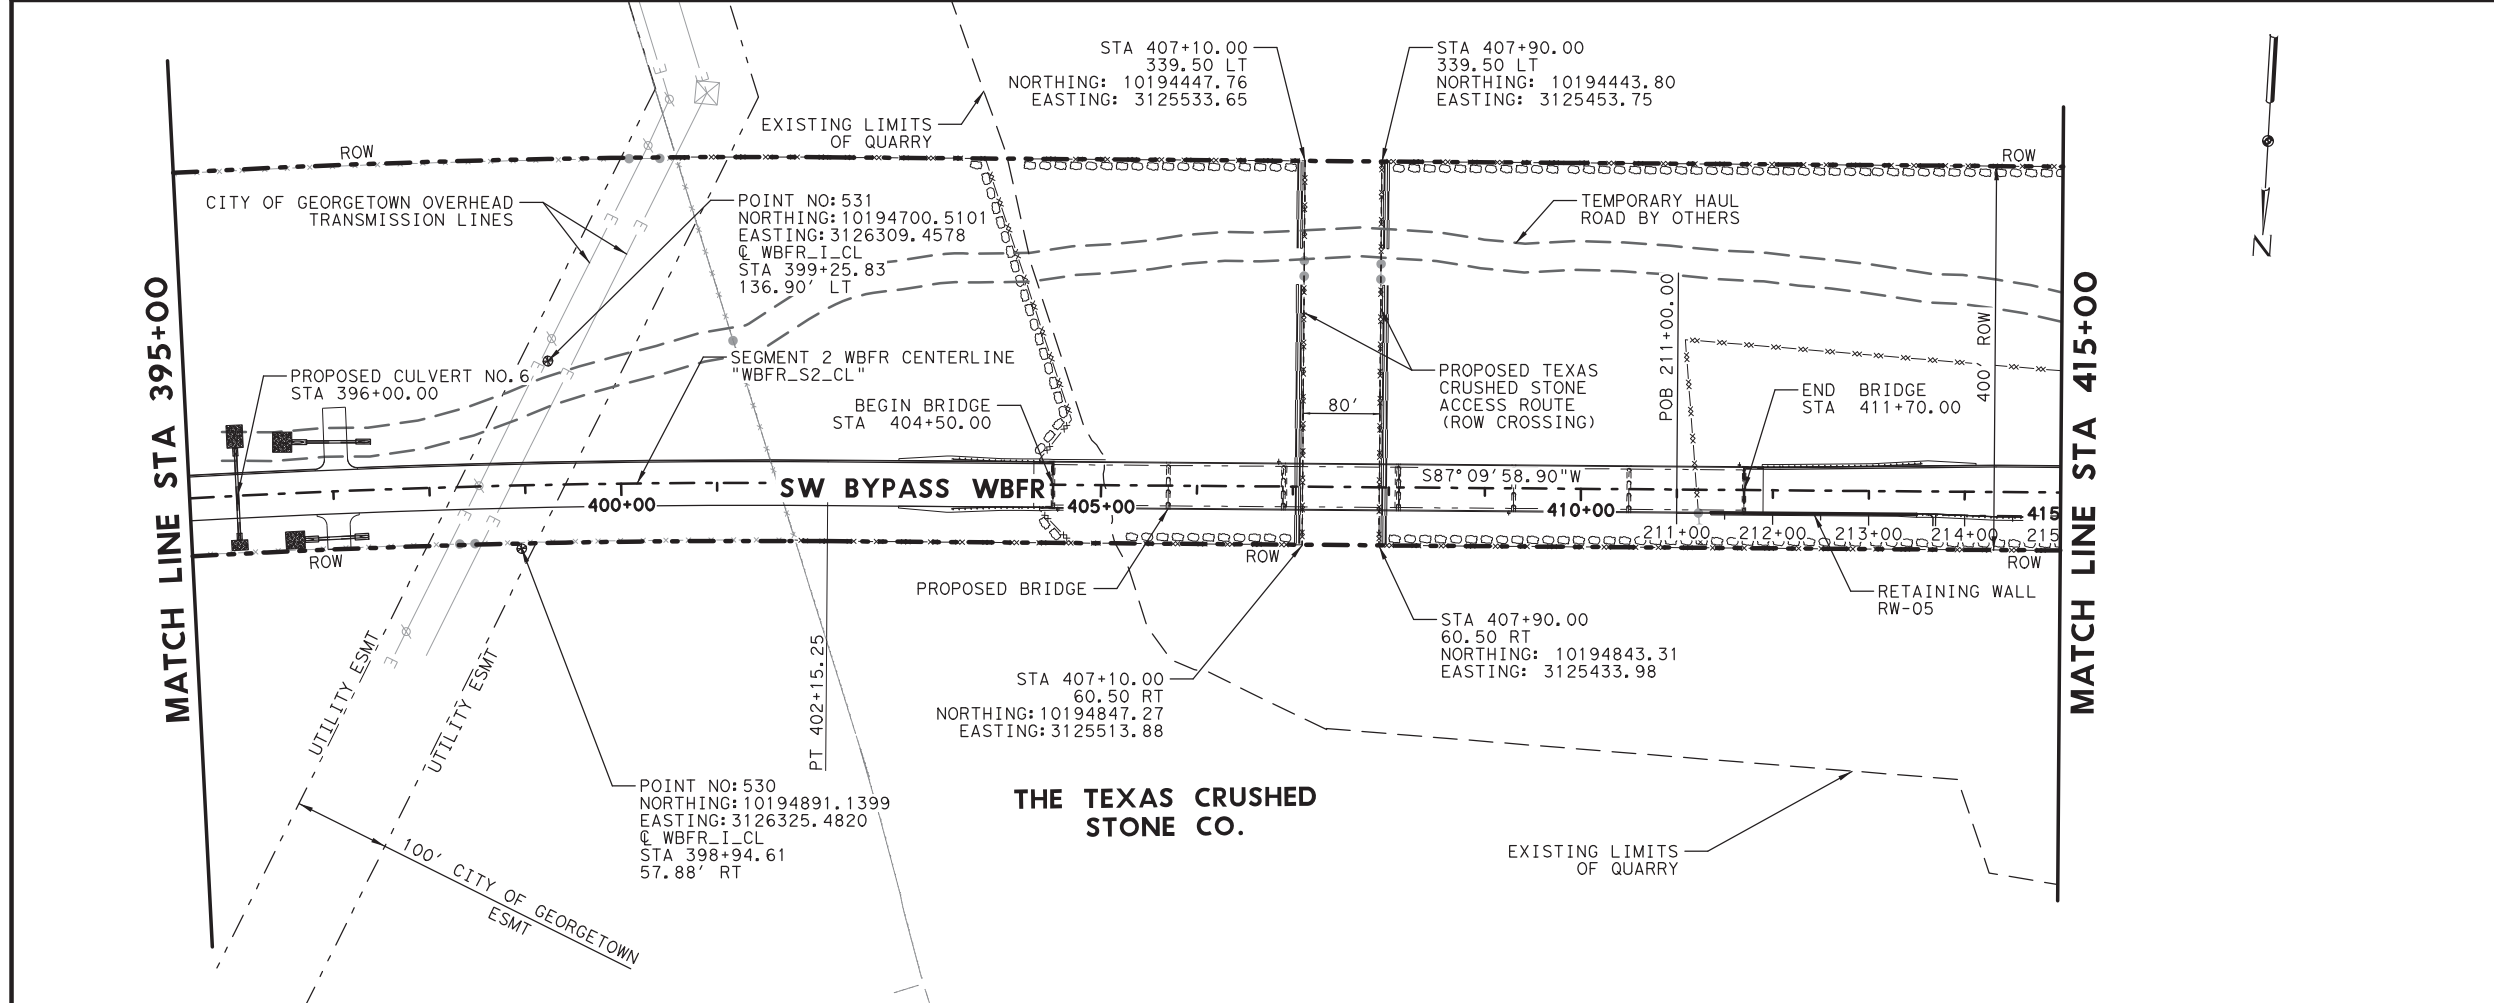 STA 407+10.00
339.50 LT
NORTHING: 10194447.76
EASTING: 3125533.65
STA 407+90.00
339.50 LT
NORTHING: 10194443.80
EASTING: 3125453.75
EXISTING LIMITS
OF QUARRY
ROW
ROW
CITY OF GEORGETOWN OVERHEAD
TRANSMISSION LINES
POINT NO:531
NORTHING:10194700.5101
EASTING:3126309.4578
℄ WBFR_I_CL
STA 399+25.83
136.90' LT
TEMPORARY HAUL
ROAD BY OTHERS
N
MATCH LINE STA 395+00
PROPOSED CULVERT NO.6
STA 396+00.00
SEGMENT 2 WBFR CENTERLINE
"WBFR_S2_CL"
BEGIN BRIDGE
STA 404+50.00
80'
PROPOSED TEXAS
CRUSHED STONE
ACCESS ROUTE
(ROW CROSSING)
POB 211+00.00
END BRIDGE
STA 411+70.00
400' ROW
MATCH LINE STA 415+00
SW BYPASS WBFR
S87°09'58.90"W
400+00
405+00
410+00
415
211+00
212+00
213+00
214+00
215
ROW
ROW
ROW
E
E
E
E
E
E
E
E
E
PROPOSED BRIDGE
RETAINING WALL
RW-05
STA 407+90.00
60.50 RT
NORTHING: 10194843.31
EASTING: 3125433.98
STA 407+10.00
60.50 RT
NORTHING:10194847.27
EASTING:3125513.88
UTILITY ESMT
UTILITY ESMT
PT 402+15.25
POINT NO:530
NORTHING:10194891.1399
EASTING:3126325.4820
℄ WBFR_I_CL
STA 398+94.61
57.88' RT
THE TEXAS CRUSHED
STONE CO.
EXISTING LIMITS
OF QUARRY
100' CITY OF GEORGETOWN
ESMT